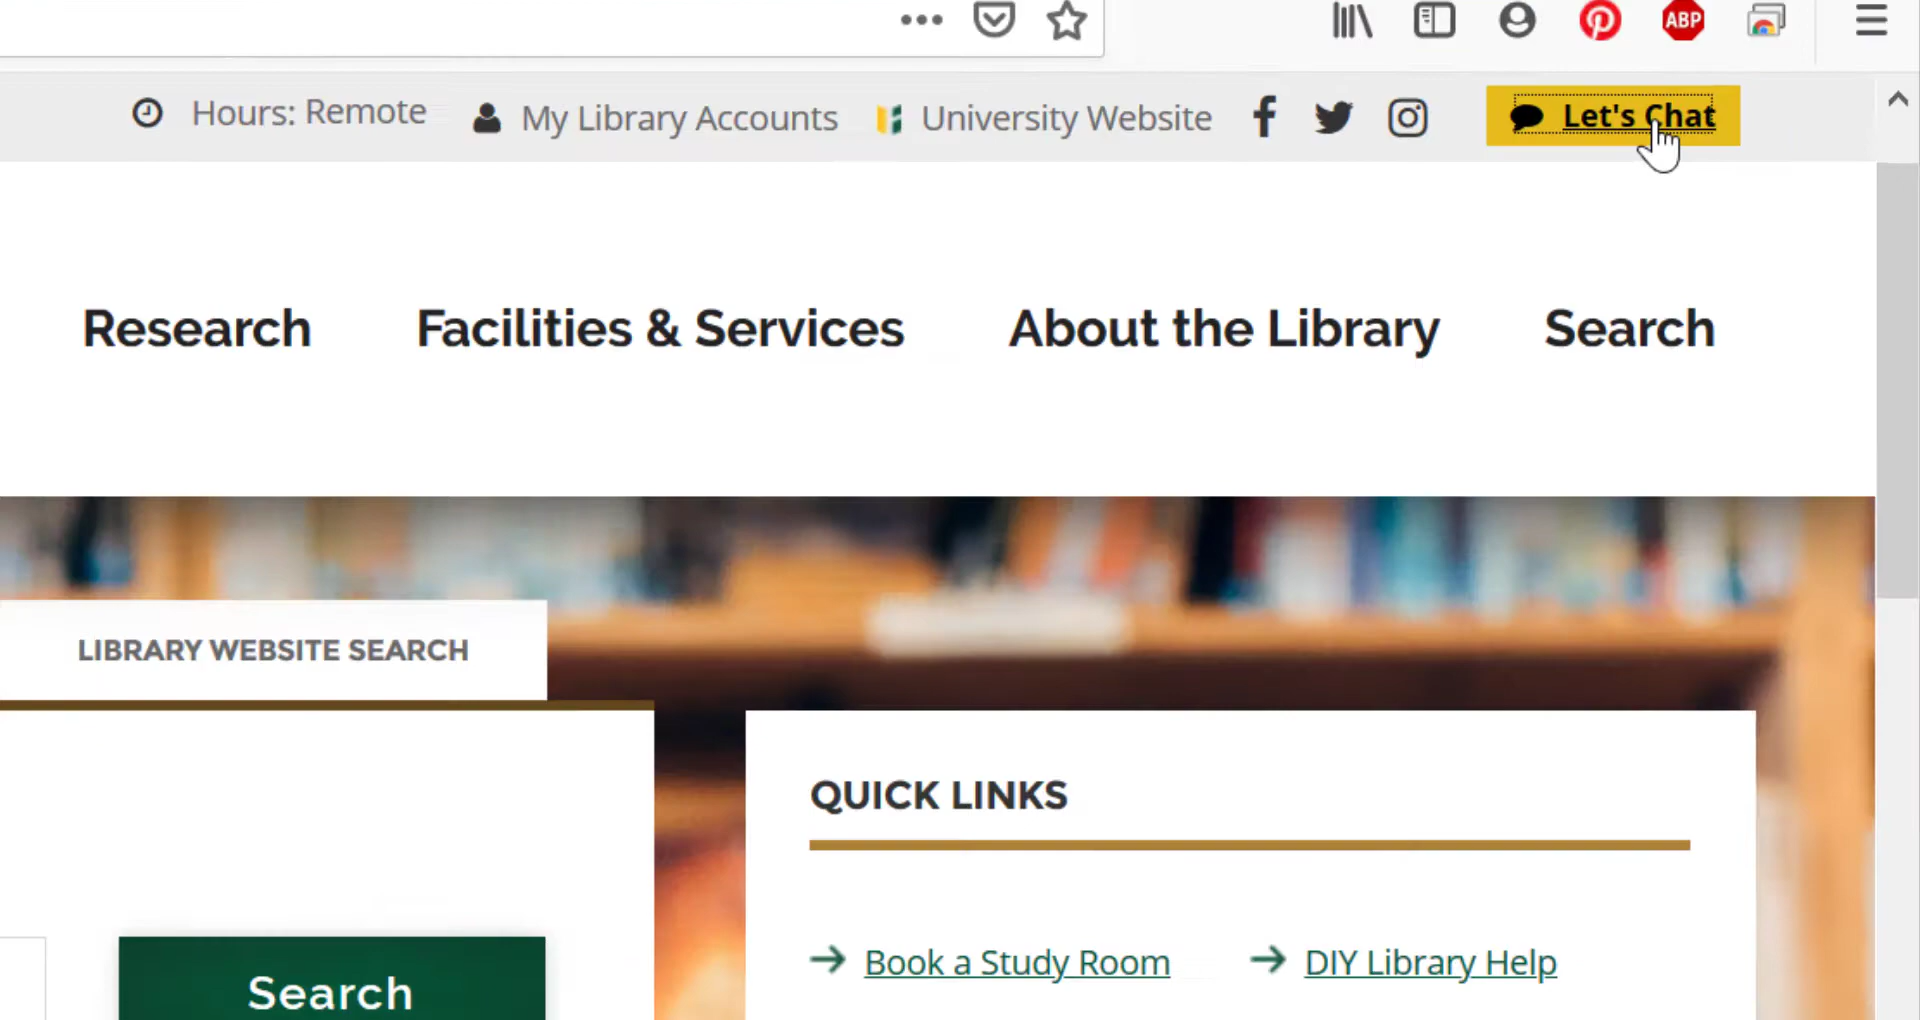 ABP
Hours: Remote My Library Accounts University Website Let's Chat
Research Facilities & Services About the Library Search
LIBRARY WEBSITE SEARCH
QUICK LINKS
Book a Study Room DIY Library Help
Search